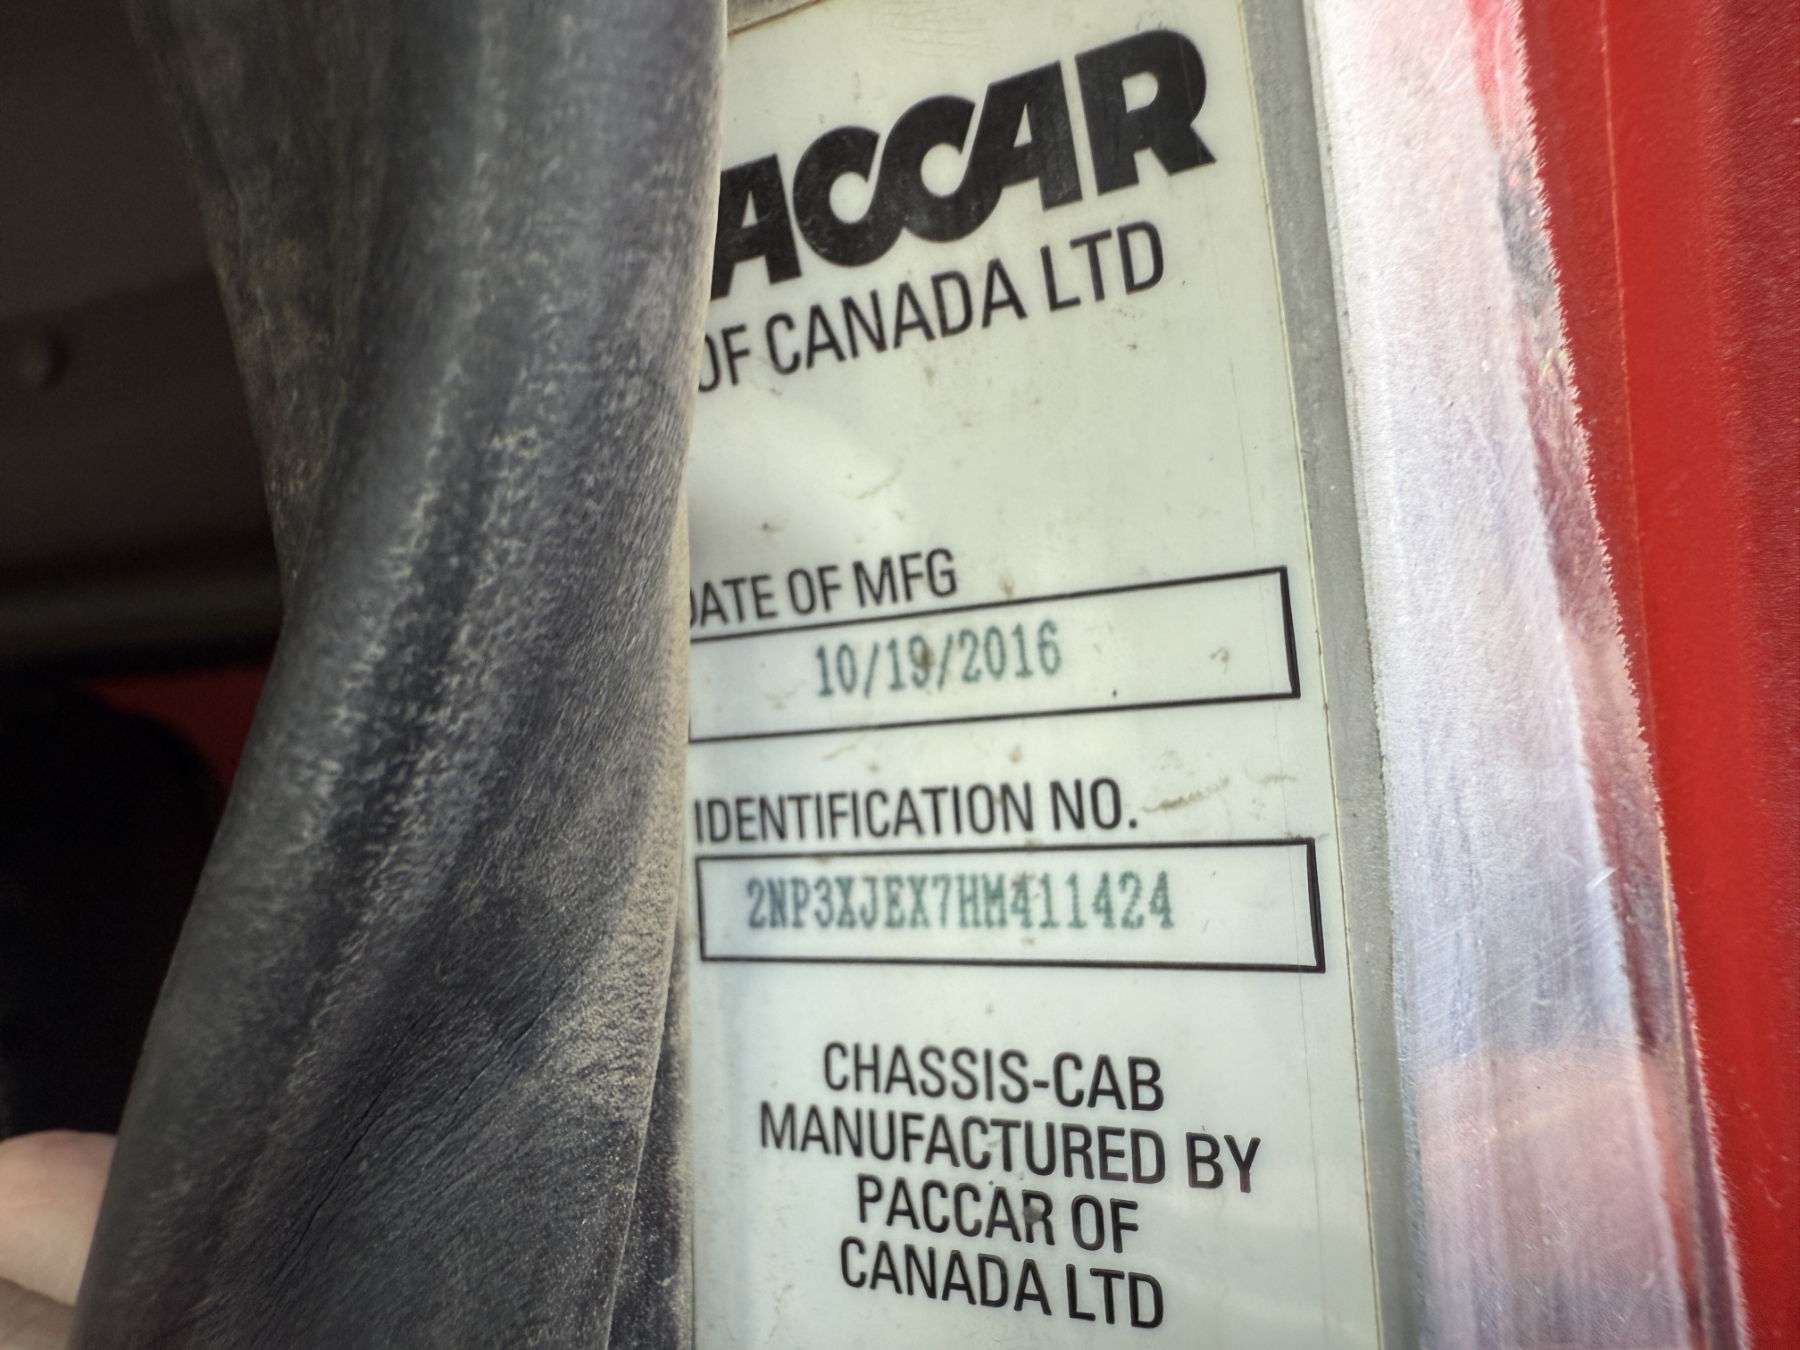 ACCAR
OF CANADA LTD
DATE OF MFG
10/19/2016
IDENTIFICATION NO.
2NP3XJEX7HM411424
CHASSIS-CAB
MANUFACTURED BY
PACCAR OF
CANADA LTD